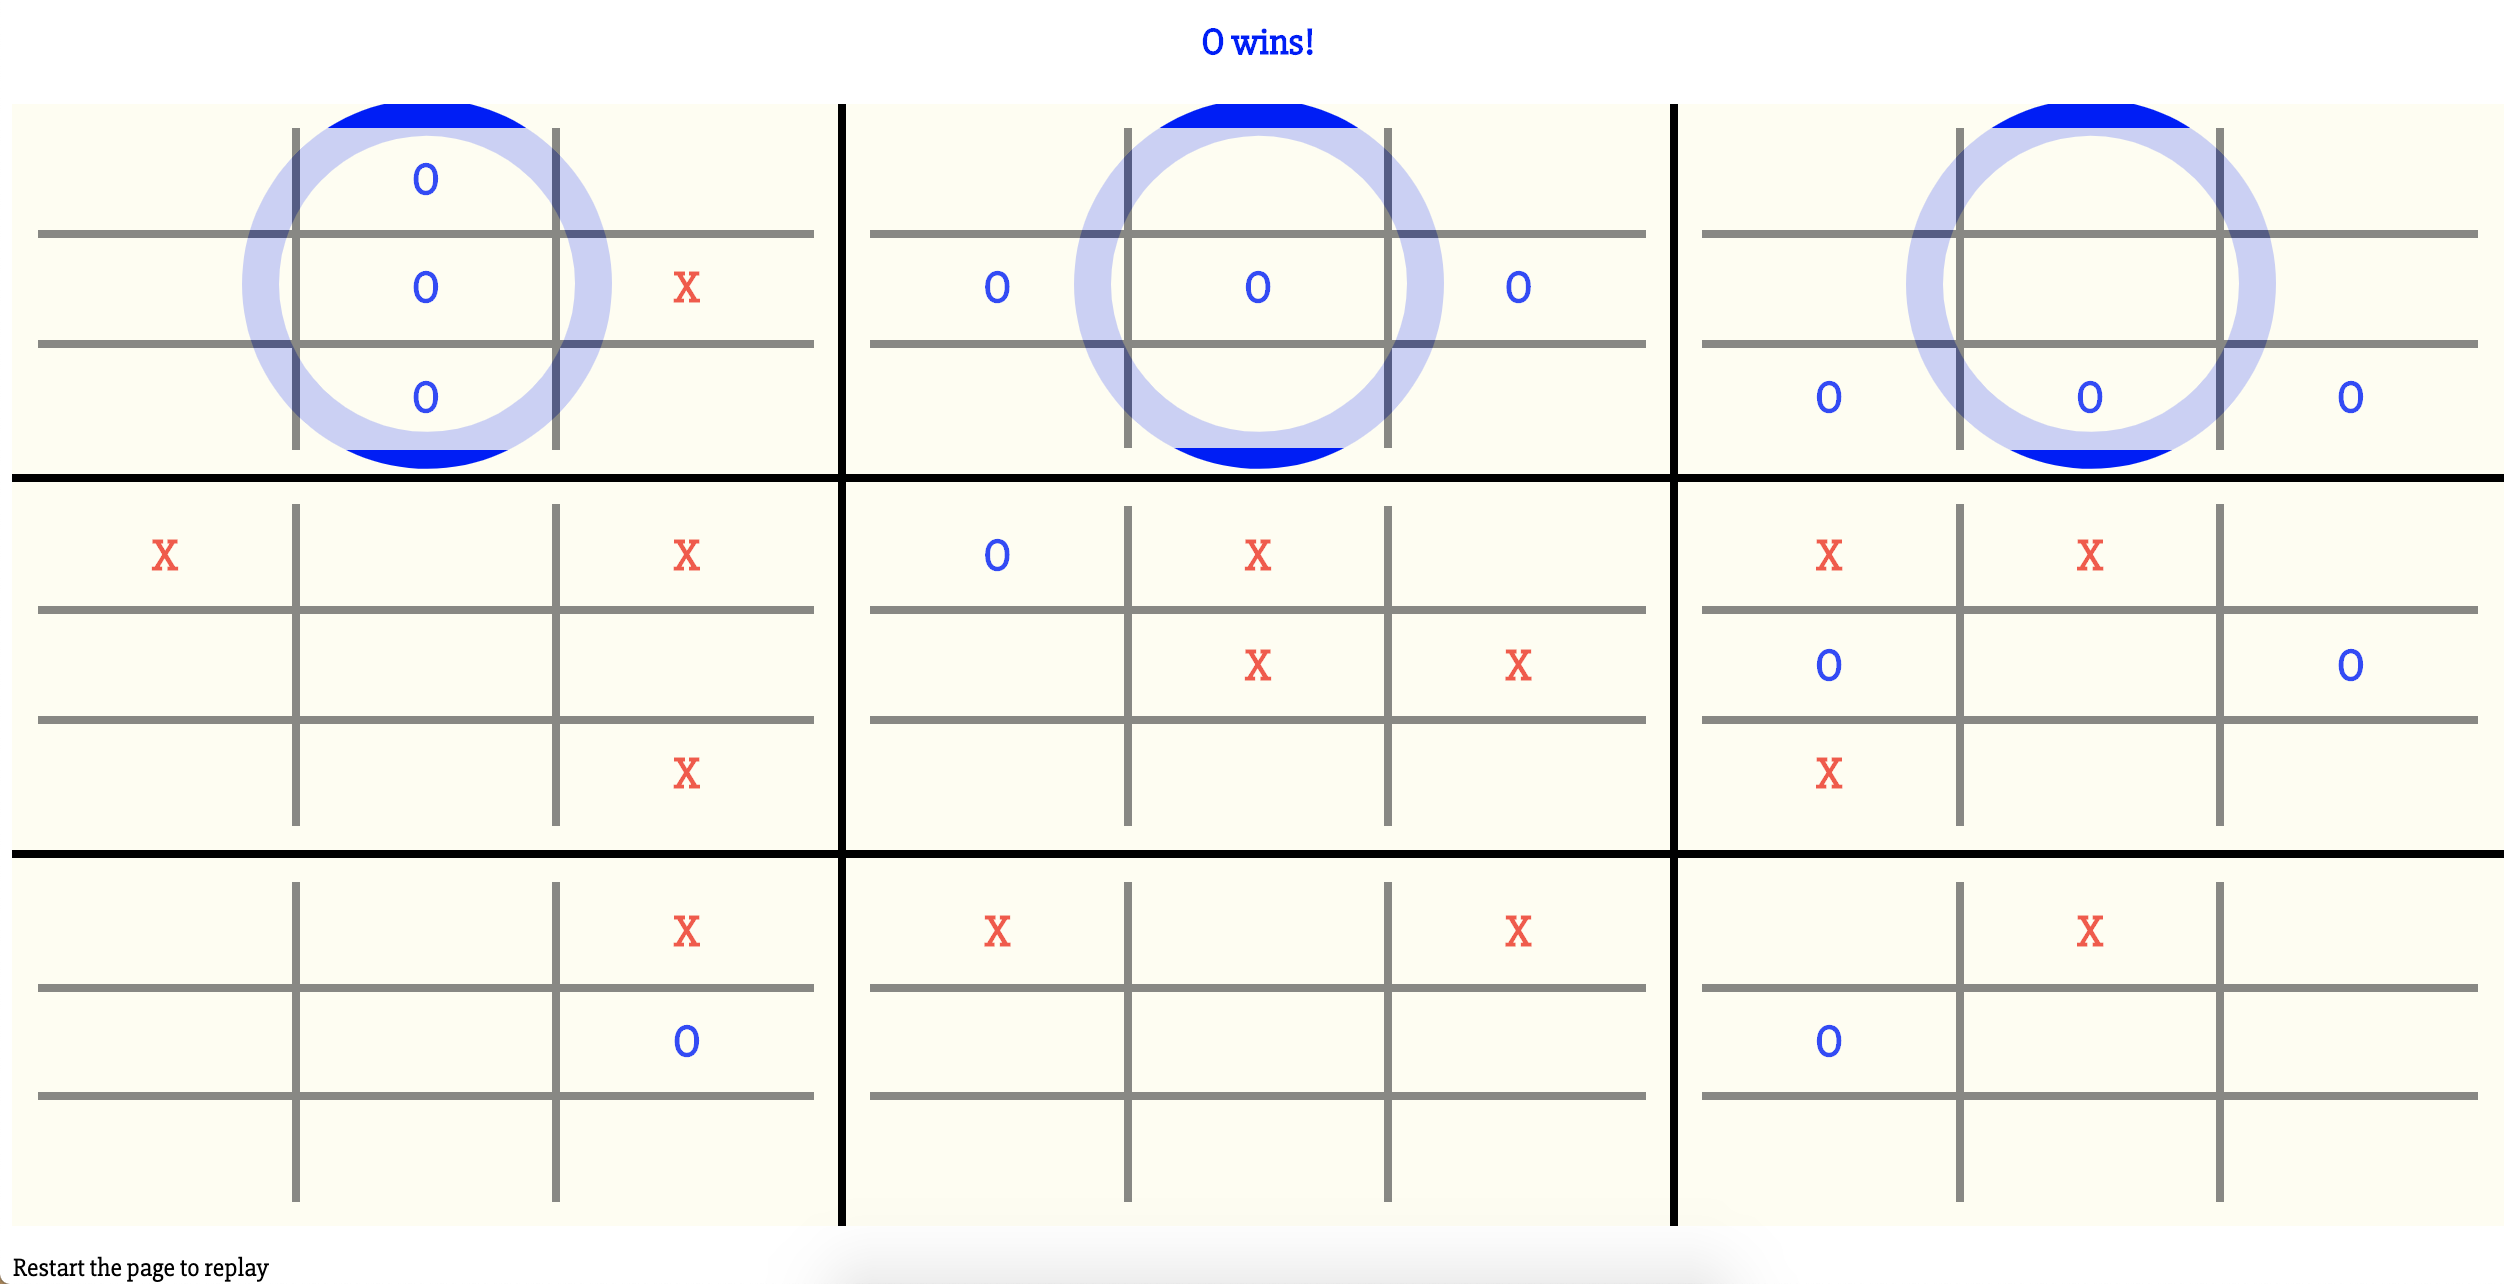 O wins!
O
O X O O O
O O O O
X X O X X X
X X O O
X X
X X X X
O O
Restart the page to replay